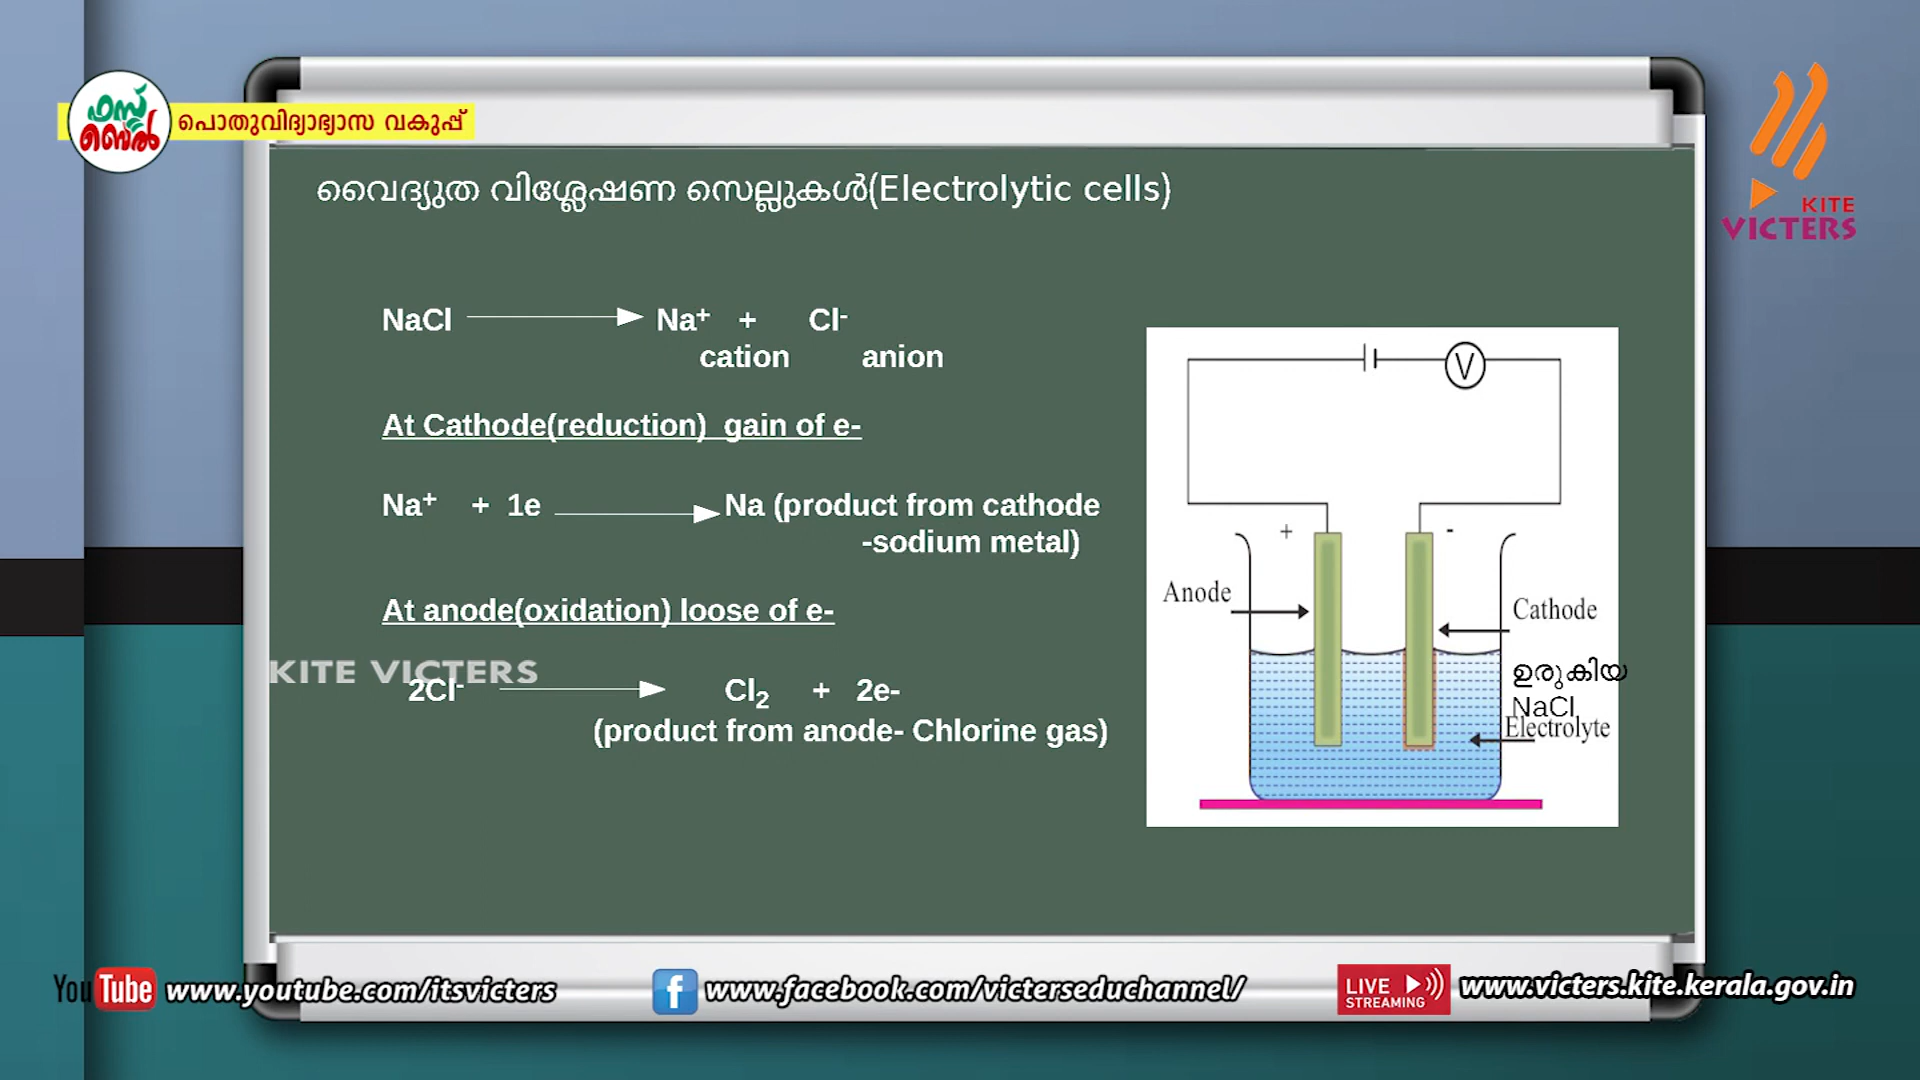 ഫസ്റ്റ്
ബെൽ
പൊതുവിദ്യാഭ്യാസ വകുപ്പ്
KITE
VICTERS
വൈദ്യുത വിശ്ലേഷണ സെല്ലുകൾ(Electrolytic cells)
NaCl ⟶ Na⁺ + Cl⁻
cation anion
At Cathode(reduction) gain of e-
Na⁺ + 1e ⟶ Na (product from cathode
-sodium metal)
At anode(oxidation) loose of e-
KITE VICTERS
2Cl⁻ ⟶ Cl₂ + 2e-
(product from anode- Chlorine gas)
V
+ -
Anode
Cathode
ഉരുകിയ
NaCl
Electrolyte
YouTube www.youtube.com/itsvicters
f www.facebook.com/victerseduchannel/
LIVE
STREAMING
www.victers.kite.kerala.gov.in